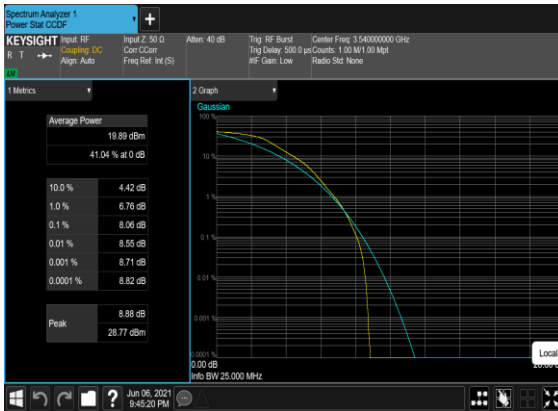 Spectrum Analyzer 1
Power Stat CCDF
+
KEYSIGHT
R T
LXI
Input: RF
Coupling: DC
Align: Auto
Input Z: 50 Ω
Corr CCorr
Freq Ref: Int (S)
Atten: 40 dB
Trig: RF Burst
Trig Delay: 500.0 µs
#IF Gain: Low
Center Freq: 3.540000000 GHz
Counts: 1.00 M/1.00 Mpt
Radio Std: None
1 Metrics
Average Power
19.89 dBm
41.04 % at 0 dB
10.0 % 4.42 dB
1.0 % 6.76 dB
0.1 % 8.06 dB
0.01 % 8.55 dB
0.001 % 8.71 dB
0.0001 % 8.82 dB
Peak
8.88 dB
28.77 dBm
2 Graph
Gaussian
100 %
10 %
1 %
0.1 %
0.01 %
0.001 %
0.0001 %
0.00 dB
Info BW 25.000 MHz
Local
?
Jun 06, 2021
9:45:20 PM